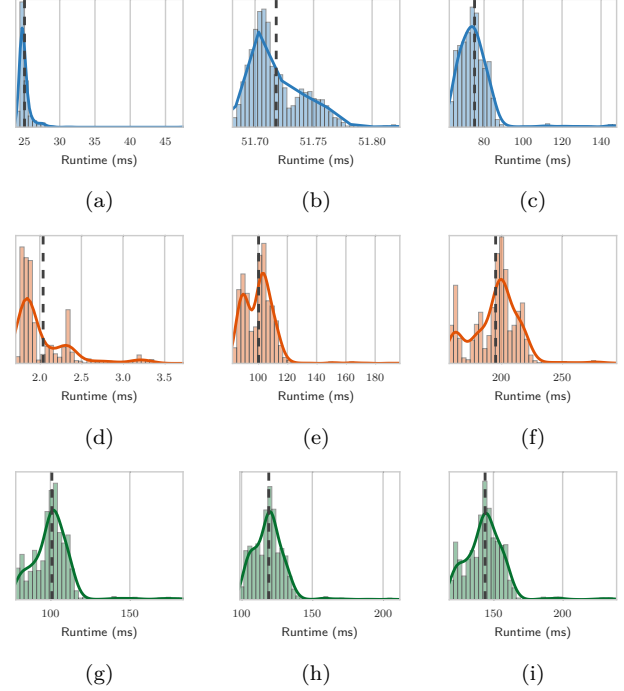 25 30 35 40 45 51.70 51.75 51.80 80 100 120 140
Runtime (ms) Runtime (ms) Runtime (ms)
(a) (b) (c)
2.0 2.5 3.0 3.5 100 120 140 160 180 200 250
Runtime (ms) Runtime (ms) Runtime (ms)
(d) (e) (f)
100 150 100 150 200 150 200
Runtime (ms) Runtime (ms) Runtime (ms)
(g) (h) (i)